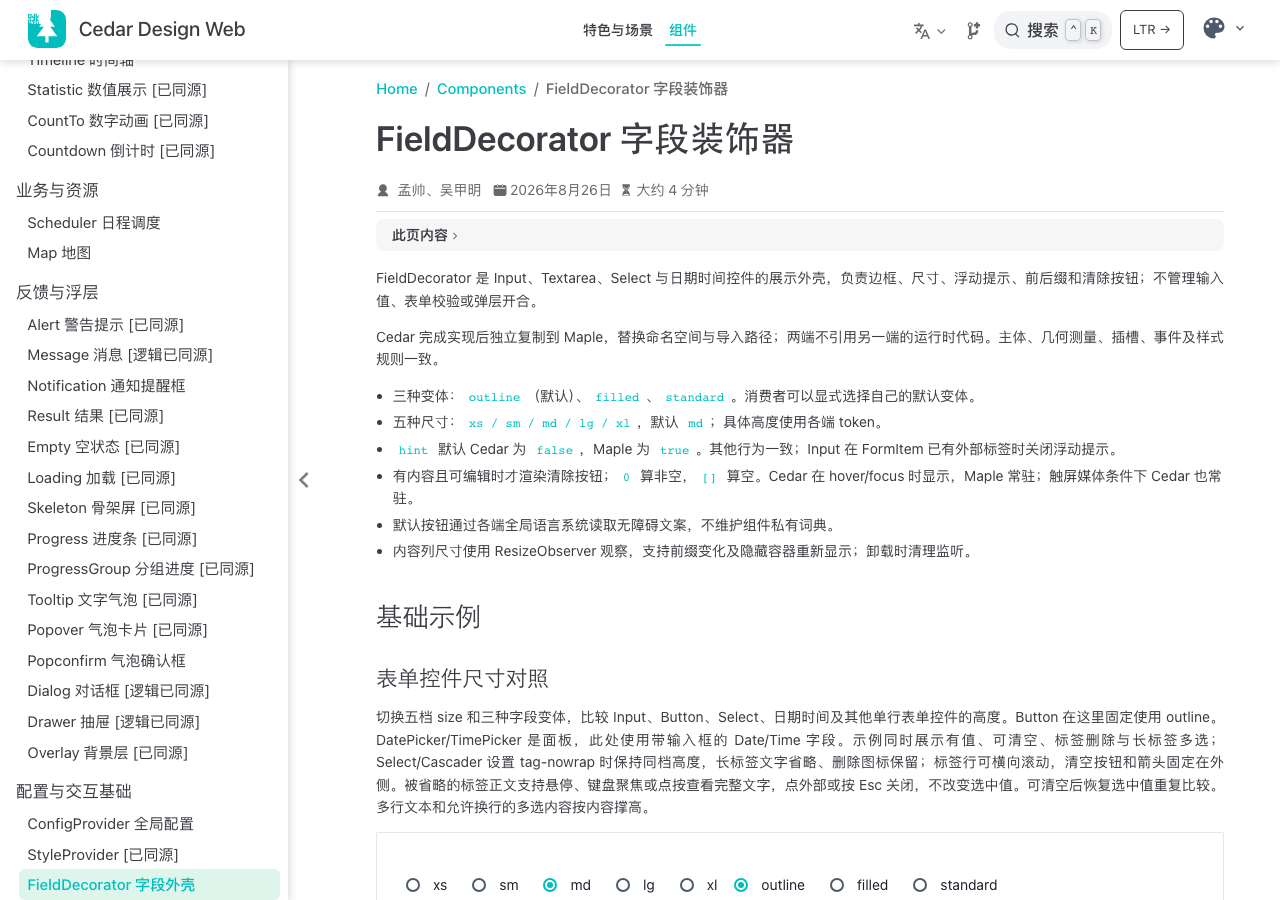 Cedar Design Web
特色与场景
组件
搜索
^
K
LTR →
Timeline 时间轴
Statistic 数值展示 [已同源]
CountTo 数字动画 [已同源]
Countdown 倒计时 [已同源]
业务与资源
Scheduler 日程调度
Map 地图
反馈与浮层
Alert 警告提示 [已同源]
Message 消息 [逻辑已同源]
Notification 通知提醒框
Result 结果 [已同源]
Empty 空状态 [已同源]
Loading 加载 [已同源]
Skeleton 骨架屏 [已同源]
Progress 进度条 [已同源]
ProgressGroup 分组进度 [已同源]
Tooltip 文字气泡 [已同源]
Popover 气泡卡片 [已同源]
Popconfirm 气泡确认框
Dialog 对话框 [逻辑已同源]
Drawer 抽屉 [逻辑已同源]
Overlay 背景层 [已同源]
配置与交互基础
ConfigProvider 全局配置
StyleProvider [已同源]
FieldDecorator 字段外壳
Home / Components / FieldDecorator 字段装饰器
FieldDecorator 字段装饰器
孟帅、吴甲明 2026年8月26日 大约 4 分钟
此页内容 ›
FieldDecorator 是 Input、Textarea、Select 与日期时间控件的展示外壳，负责边框、尺寸、浮动提示、前后缀和清除按钮；不管理输入
值、表单校验或弹层开合。
Cedar 完成实现后独立复制到 Maple，替换命名空间与导入路径；两端不引用另一端的运行时代码。主体、几何测量、插槽、事件及样式
规则一致。
• 三种变体： outline （默认）、 filled 、 standard 。消费者可以显式选择自己的默认变体。
• 五种尺寸： xs / sm / md / lg / xl ，默认 md ；具体高度使用各端 token。
• hint 默认 Cedar 为 false ，Maple 为 true 。其他行为一致；Input 在 FormItem 已有外部标签时关闭浮动提示。
• 有内容且可编辑时才渲染清除按钮； 0 算非空， [] 算空。Cedar 在 hover/focus 时显示，Maple 常驻；触屏媒体条件下 Cedar 也常
驻。
• 默认按钮通过各端全局语言系统读取无障碍文案，不维护组件私有词典。
• 内容列尺寸使用 ResizeObserver 观察，支持前缀变化及隐藏容器重新显示；卸载时清理监听。
基础示例
表单控件尺寸对照
切换五档 size 和三种字段变体，比较 Input、Button、Select、日期时间及其他单行表单控件的高度。Button 在这里固定使用 outline。
DatePicker/TimePicker 是面板，此处使用带输入框的 Date/Time 字段。示例同时展示有值、可清空、标签删除与长标签多选；
Select/Cascader 设置 tag-nowrap 时保持同档高度，长标签文字省略、删除图标保留；标签行可横向滚动，清空按钮和箭头固定在外
侧。被省略的标签正文支持悬停、键盘聚焦或点按查看完整文字，点外部或按 Esc 关闭，不改变选中值。可清空后恢复选中值重复比较。
多行文本和允许换行的多选内容按内容撑高。
xs sm md lg xl outline filled standard